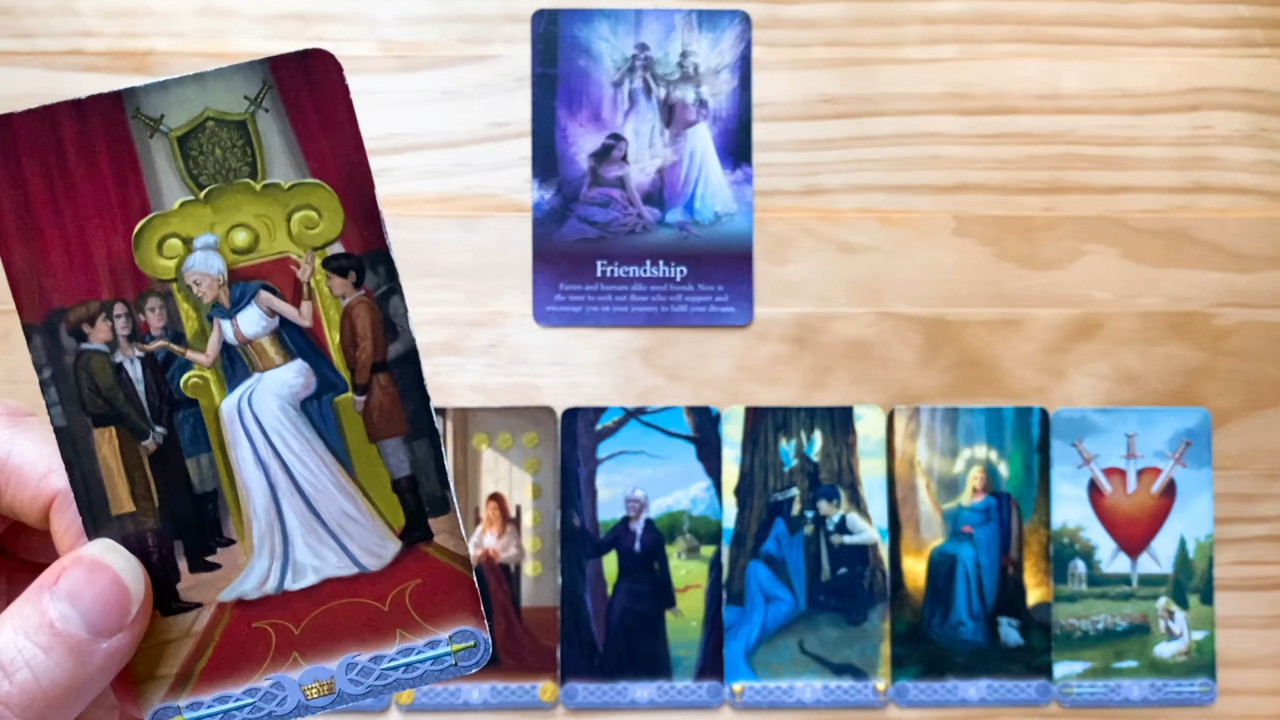 Friendship
Fairies and humans alike need friends. Now is
the time to seek out those who will support and
encourage you on your journey to fulfil your dreams.